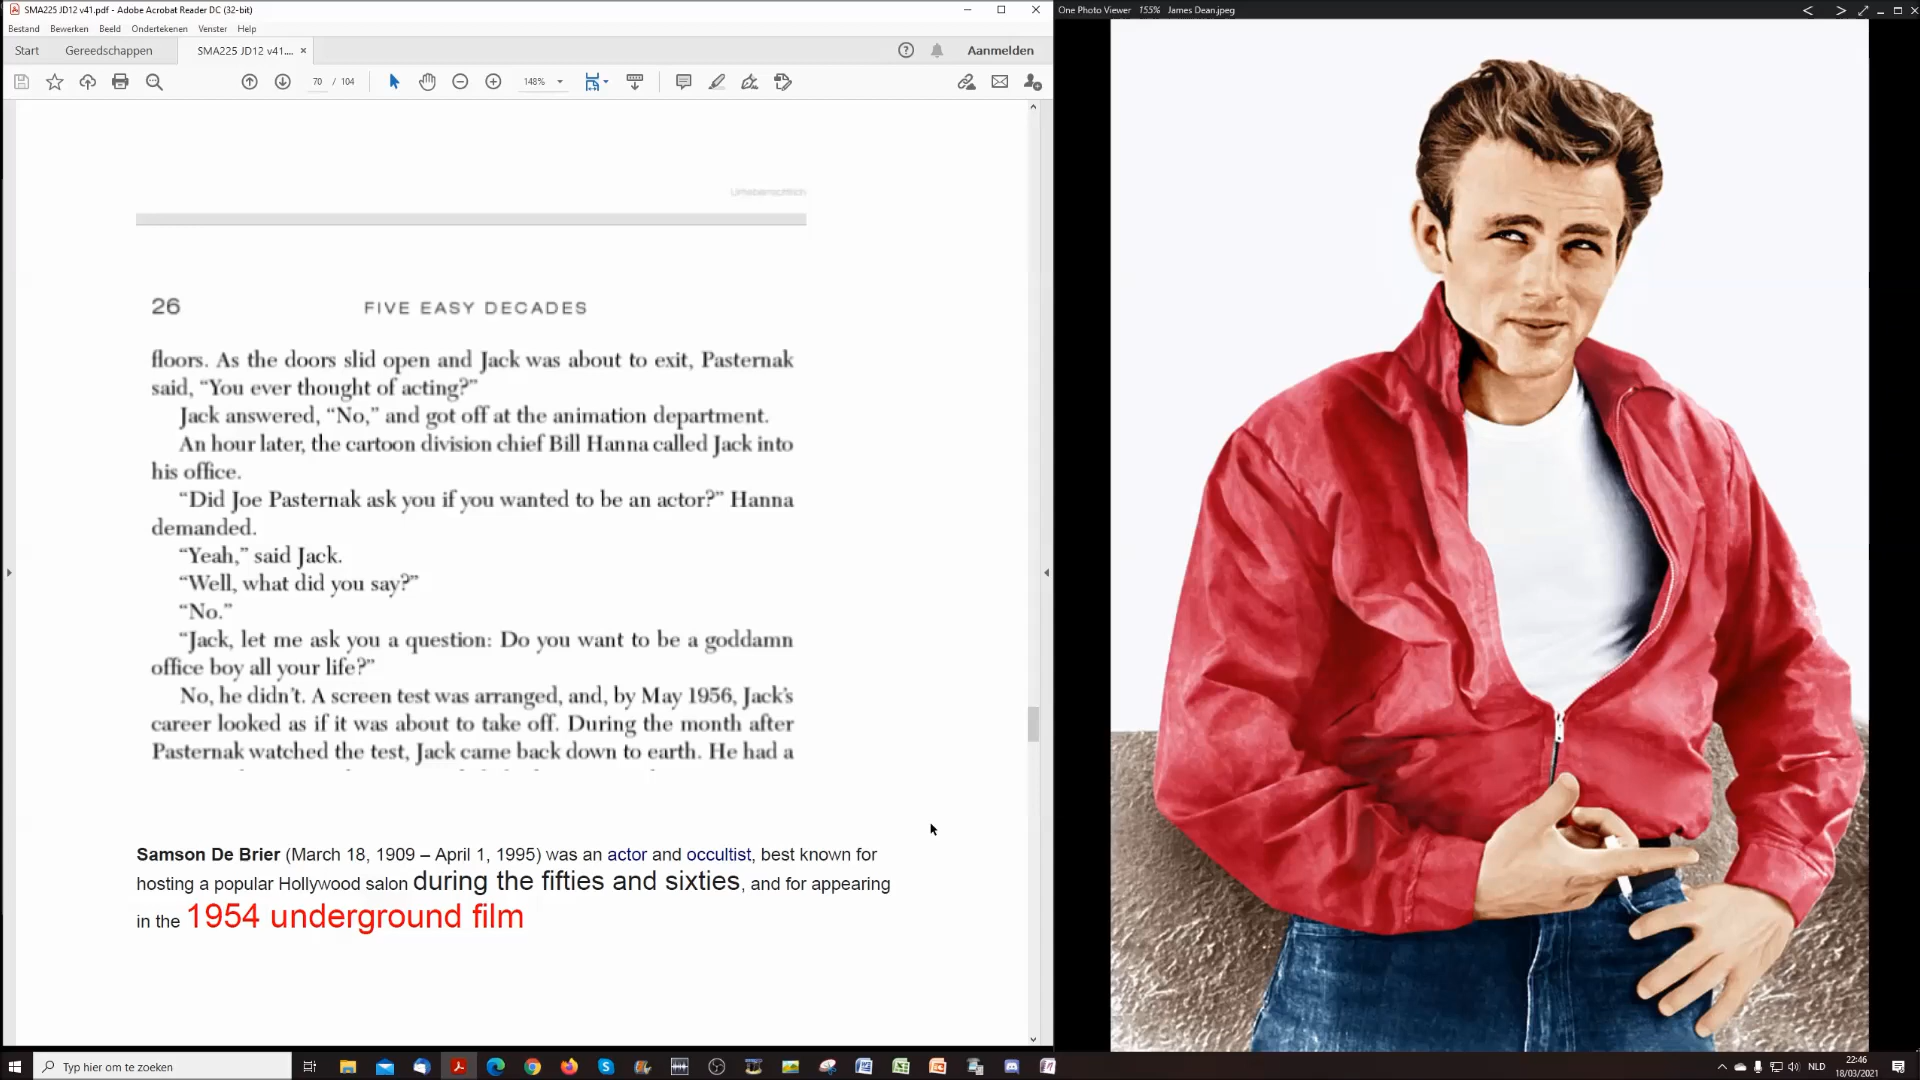 SMA225 JD12 v41.pdf - Adobe Acrobat Reader DC (32-bit)
Bestand Bewerken Beeld Ondertekenen Venster Help
Start Gereedschappen SMA225 JD12 v41.... × Aanmelden
70 / 104 148%
26 FIVE EASY DECADES
floors. As the doors slid open and Jack was about to exit, Pasternak
said, “You ever thought of acting?”
Jack answered, “No,” and got off at the animation department.
An hour later, the cartoon division chief Bill Hanna called Jack into
his office.
“Did Joe Pasternak ask you if you wanted to be an actor?” Hanna
demanded.
“Yeah,” said Jack.
“Well, what did you say?”
“No.”
“Jack, let me ask you a question: Do you want to be a goddamn
office boy all your life?”
No, he didn’t. A screen test was arranged, and, by May 1956, Jack’s
career looked as if it was about to take off. During the month after
Pasternak watched the test, Jack came back down to earth. He had a
Samson De Brier (March 18, 1909 – April 1, 1995) was an actor and occultist, best known for
hosting a popular Hollywood salon during the fifties and sixties, and for appearing
in the 1954 underground film
One Photo Viewer 155% James Dean.jpeg
Typ hier om te zoeken
NLD
22:46
18/03/2021